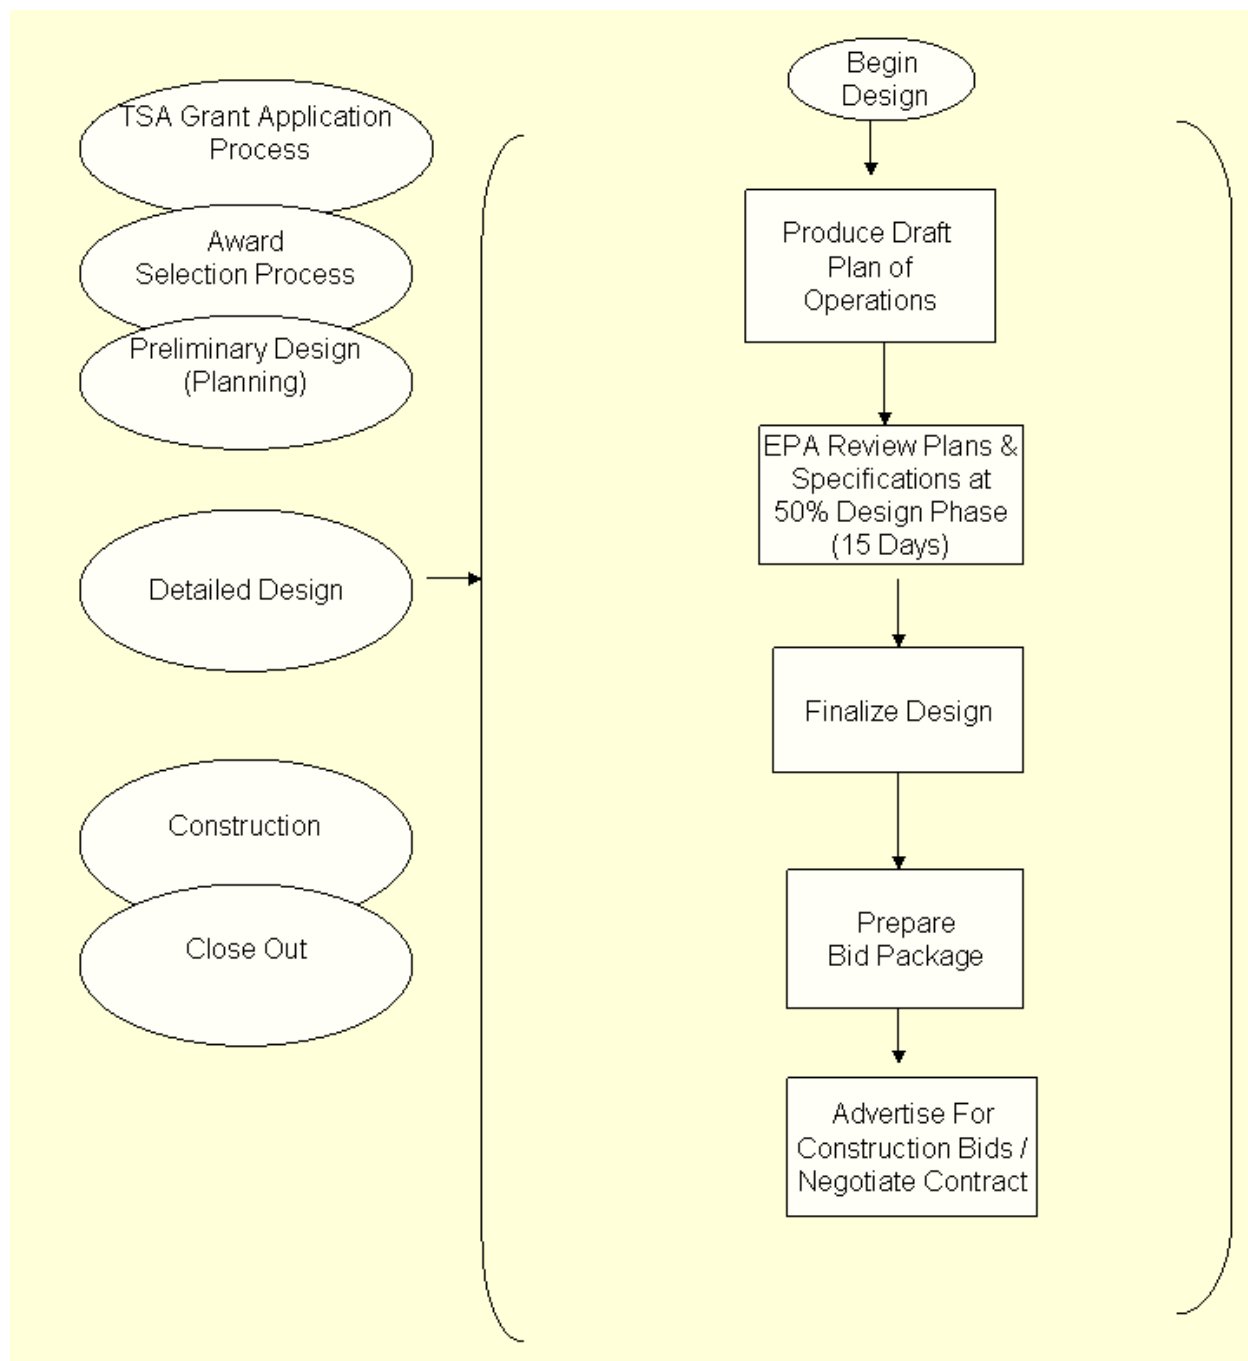 TSA Grant Application
Process
Award
Selection Process
Preliminary Design
(Planning)
Detailed Design
Construction
Close Out
Begin
Design
Produce Draft
Plan of
Operations
EPA Review Plans &
Specifications at
50% Design Phase
(15 Days)
Finalize Design
Prepare
Bid Package
Advertise For
Construction Bids /
Negotiate Contract